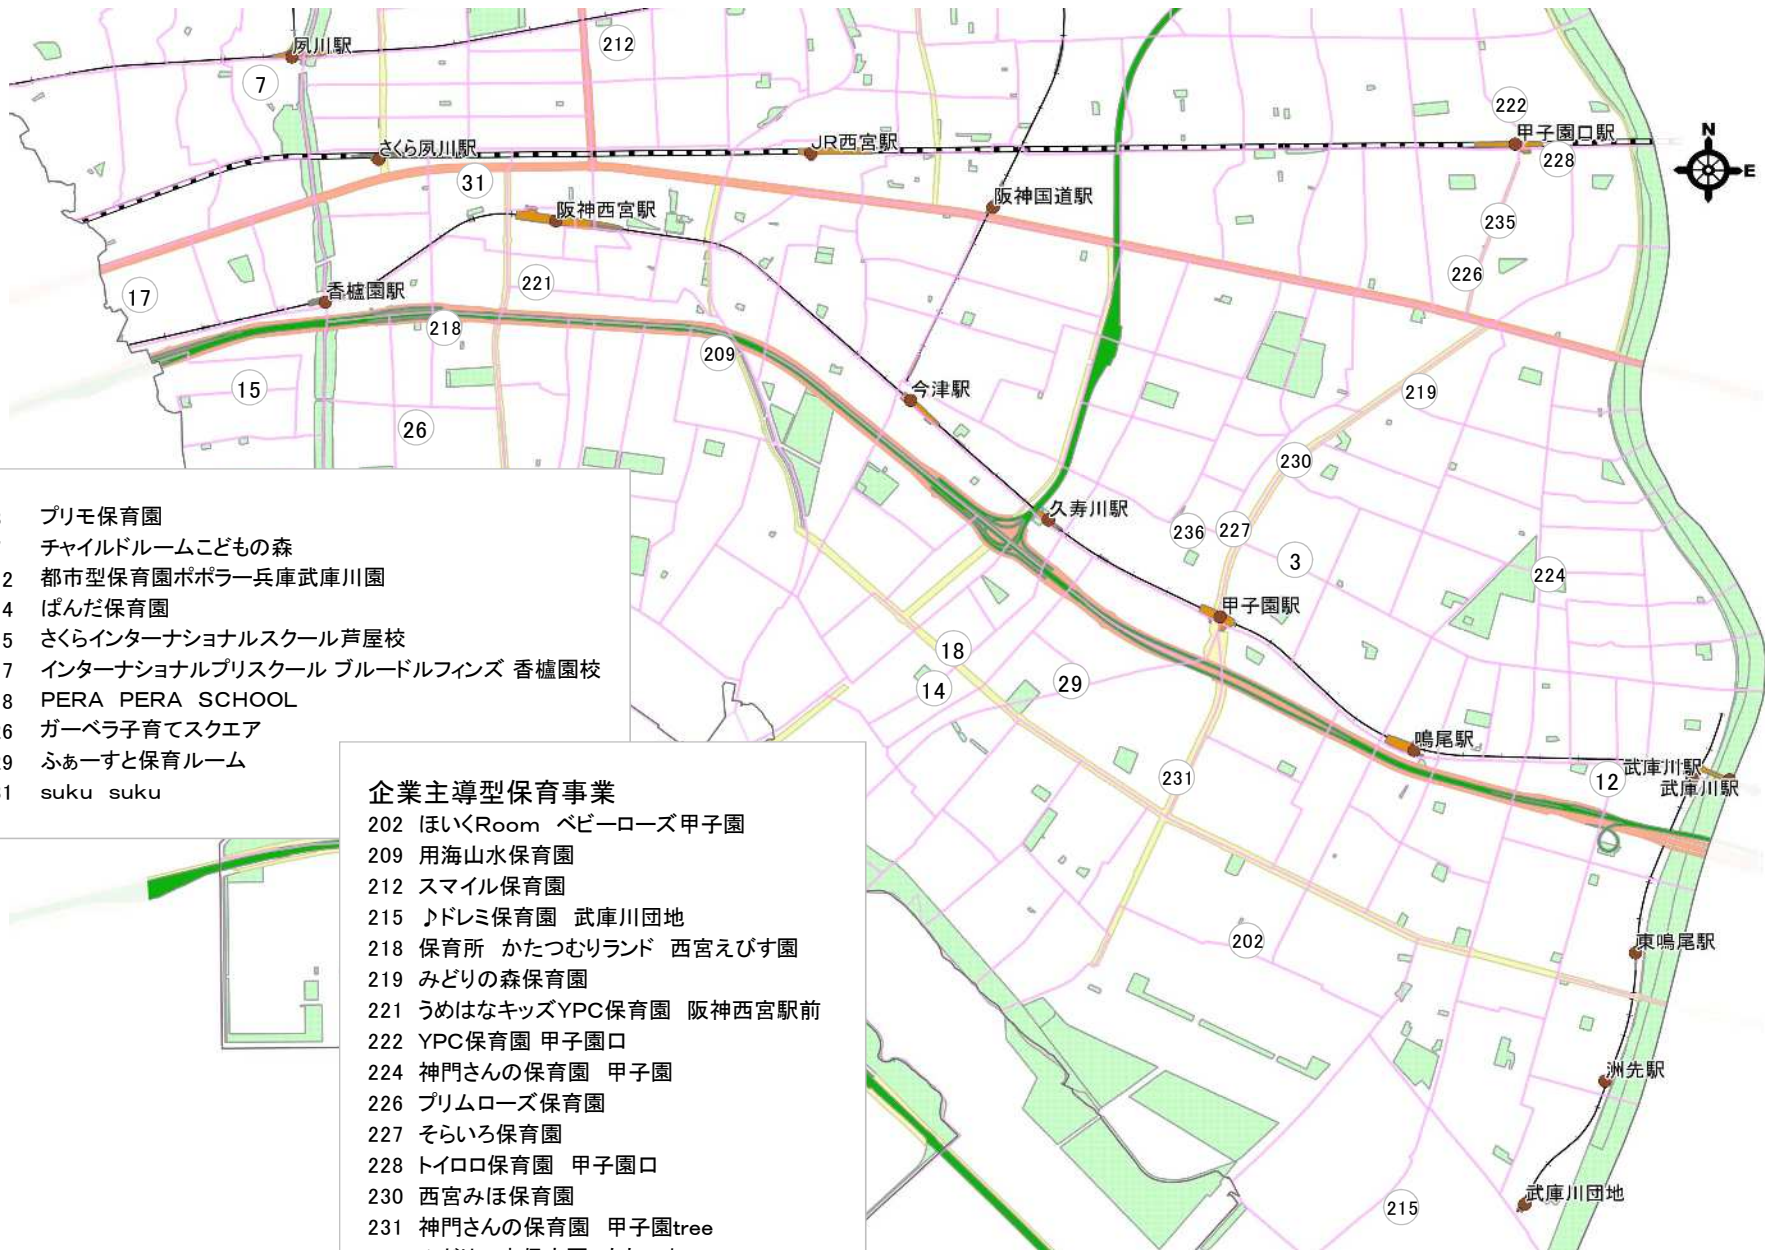 夙川駅
212
7
222
甲子園口駅
N
E
JR西宮駅
さくら夙川駅
228
31
阪神西宮駅
阪神国道駅
235
221
226
17
香櫨園駅
218
209
15
今津駅
219
26
230
久寿川駅
236
227
3
224
甲子園駅
18
14
29
鳴尾駅
231
武庫川駅
12
武庫川駅
202
東鳴尾駅
洲先駅
武庫川団地
215
プリモ保育園
チャイルドルームこどもの森
2 都市型保育園ポポラー兵庫武庫川園
4 ぱんだ保育園
5 さくらインターナショナルスクール芦屋校
7 インターナショナルプリスクール ブルードルフィンズ 香櫨園校
8 PERA PERA SCHOOL
6 ガーベラ子育てスクエア
9 ふぁーすと保育ルーム
1 suku suku
企業主導型保育事業
202 ほいくRoom ベビーローズ甲子園
209 用海山水保育園
212 スマイル保育園
215 ♪ドレミ保育園 武庫川団地
218 保育所 かたつむりランド 西宮えびす園
219 みどりの森保育園
221 うめはなキッズYPC保育園 阪神西宮駅前
222 YPC保育園 甲子園口
224 神門さんの保育園 甲子園
226 プリムローズ保育園
227 そらいろ保育園
228 トイロロ保育園 甲子園口
230 西宮みほ保育園
231 神門さんの保育園 甲子園tree